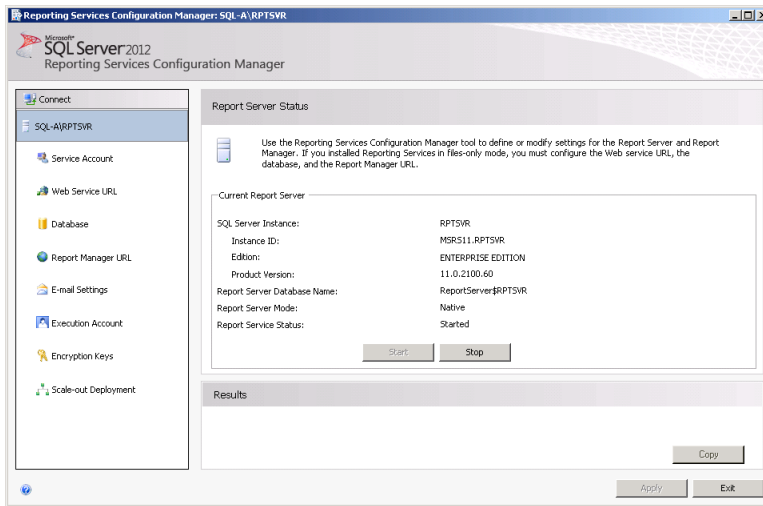 Reporting Services Configuration Manager: SQL-A\RPTSVR
Microsoft®
SQL Server 2012
Reporting Services Configuration Manager
Connect
SQL-A\RPTSVR
Service Account
Web Service URL
Database
Report Manager URL
E-mail Settings
Execution Account
Encryption Keys
Scale-out Deployment
Report Server Status
Use the Reporting Services Configuration Manager tool to define or modify settings for the Report Server and Report
Manager. If you installed Reporting Services in files-only mode, you must configure the Web service URL, the
database, and the Report Manager URL.
Current Report Server
SQL Server Instance: RPTSVR
Instance ID: MSRS11.RPTSVR
Edition: ENTERPRISE EDITION
Product Version: 11.0.2100.60
Report Server Database Name: ReportServer$RPTSVR
Report Server Mode: Native
Report Service Status: Started
Start Stop
Results
Copy
Apply Exit